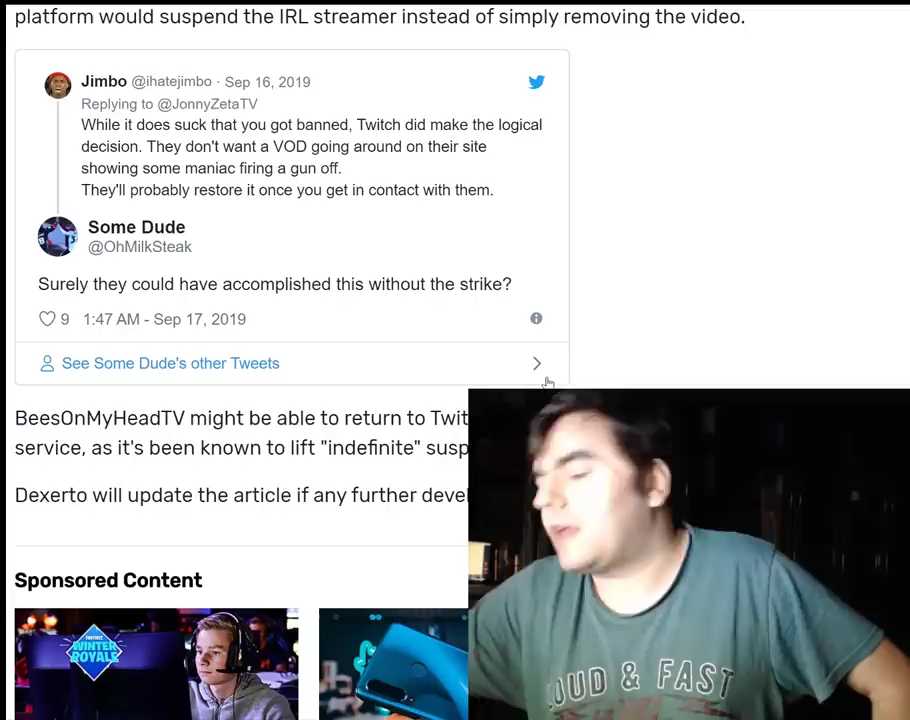 platform would suspend the IRL streamer instead of simply removing the video.
Jimbo @ihatejimbo · Sep 16, 2019
Replying to @JonnyZetaTV
While it does suck that you got banned, Twitch did make the logical
decision. They don't want a VOD going around on their site
showing some maniac firing a gun off.
They'll probably restore it once you get in contact with them.
Some Dude
@OhMilkSteak
Surely they could have accomplished this without the strike?
9 1:47 AM - Sep 17, 2019
See Some Dude's other Tweets
BeesOnMyHeadTV might be able to return to Twit
service, as it's been known to lift "indefinite" susp
Dexerto will update the article if any further deve
Sponsored Content
FORTNITE
WINTER
ROYALE
LOUD & FAST